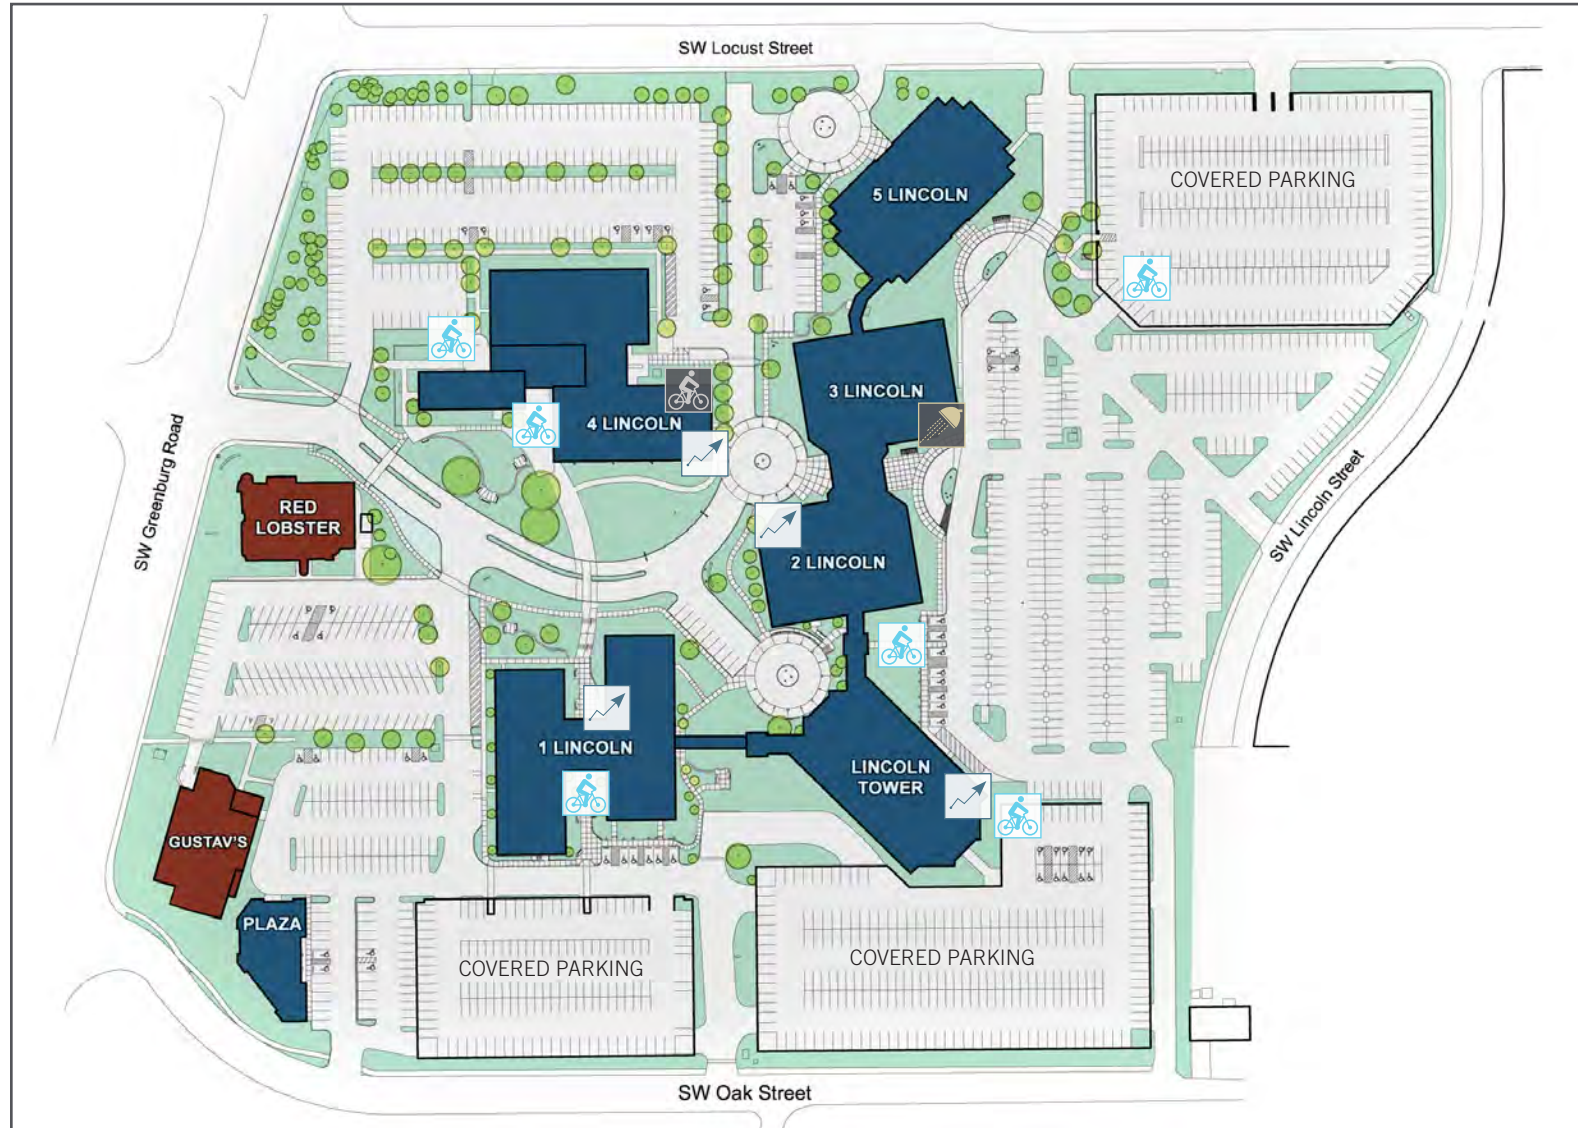 SW Locust Street
COVERED PARKING
5 LINCOLN
3 LINCOLN
4 LINCOLN
SW Greenburg Road
RED
LOBSTER
SW Lincoln Street
2 LINCOLN
1 LINCOLN
LINCOLN
TOWER
GUSTAV'S
PLAZA
COVERED PARKING
COVERED PARKING
SW Oak Street